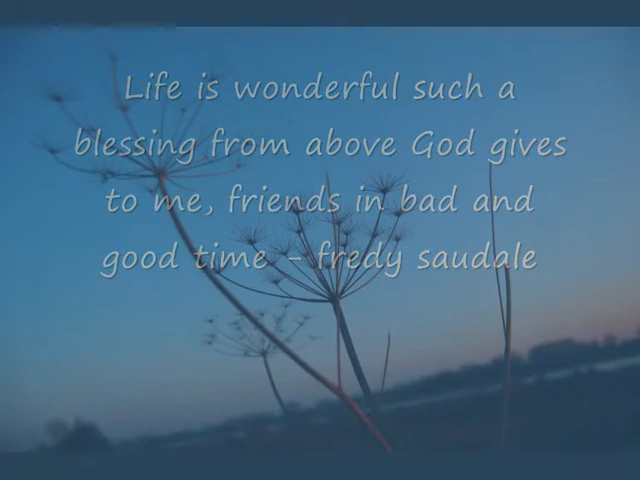 Life is wonderful such a
blessing from above God gives
to me, friends in bad and
good time - fredy saudale